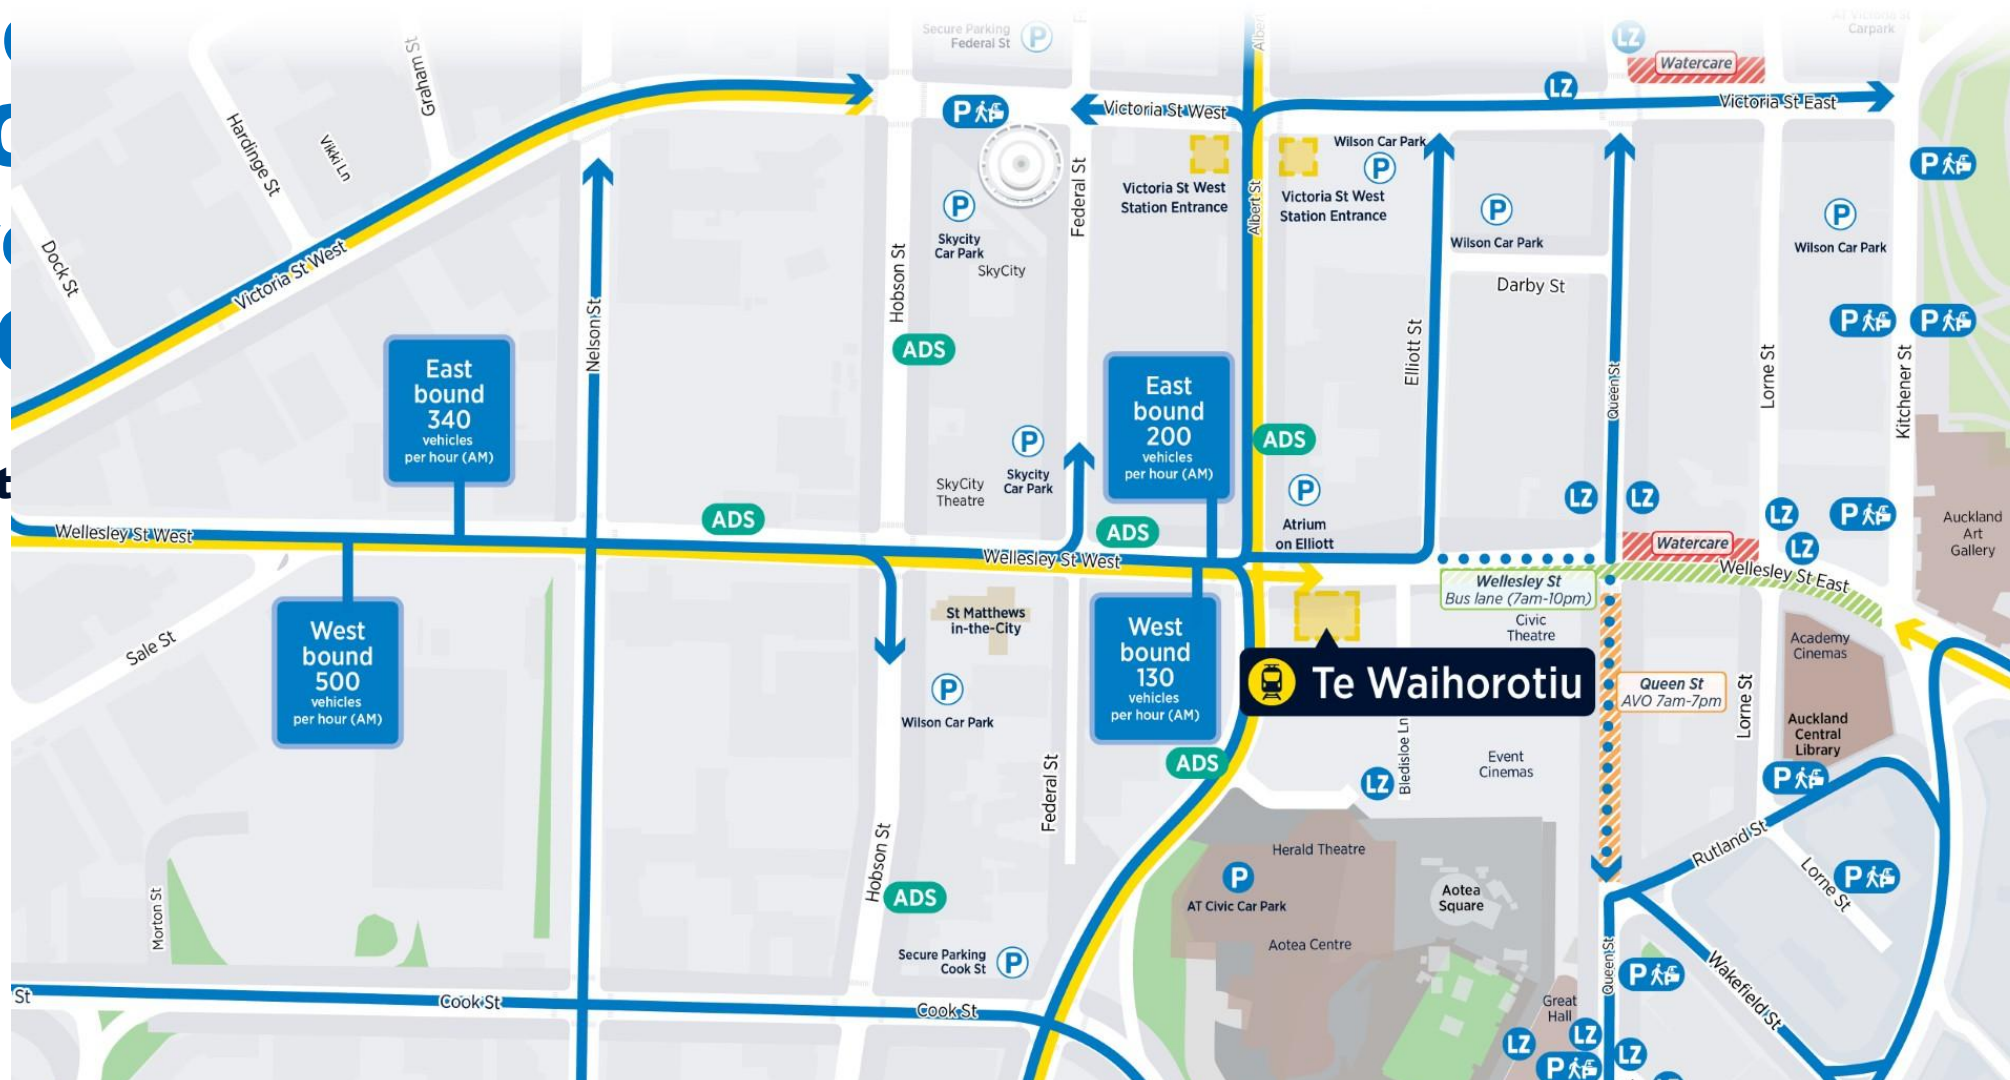 Secure Parking
Federal St
P
LZ
AT Victoria St
Carpark
Watercare
Graham St
Albert
LZ
P
Victoria St West
Victoria St East
Hardinge St
Vikki Ln
Wilson Car Park
P
P
Federal St
Victoria St West
Station Entrance
Albert St
Victoria St West
Station Entrance
P
Skycity
Car Park
SkyCity
P
Wilson Car Park
P
Wilson Car Park
Dock St
Victoria St West
Hobson St
Darby St
Nelson St
P
P
ADS
Elliott St
Queen St
Lorne St
Kitchener St
East
bound
340
vehicles
per hour (AM)
East
bound
200
vehicles
per hour (AM)
P
Skycity
Car Park
ADS
SkyCity
Theatre
P
Atrium
on Elliott
LZ
LZ
LZ
P
Auckland
Art
Gallery
Wellesley St West
ADS
ADS
Wellesley St West
Watercare
LZ
Wellesley St East
Wellesley St
Bus lane (7am-10pm)
Civic
Theatre
St Matthews
in-the-City
West
bound
500
vehicles
per hour (AM)
West
bound
130
vehicles
per hour (AM)
Sale St
Academy
Cinemas
Te Waihorotiu
Queen St
AVO 7am-7pm
Lorne St
P
Wilson Car Park
Auckland
Central
Library
Bledisloe Ln
ADS
Event
Cinemas
LZ
P
Federal St
Hobson St
Herald Theatre
Rutland St
P
AT Civic Car Park
Aotea
Square
Lorne St
P
ADS
Morton St
Aotea Centre
Secure Parking
Cook St
P
Queen St
P
Wakefield St
St
Cook St
Cook St
Great
Hall
LZ
LZ
LZ
P